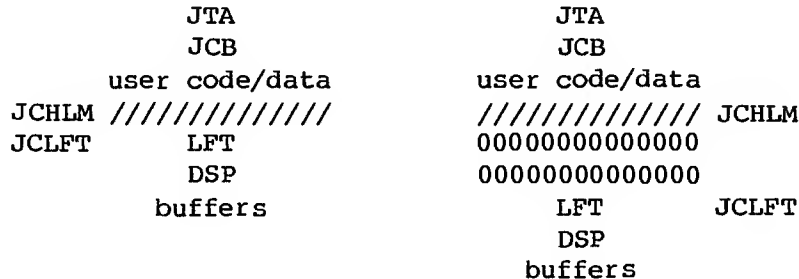 JTA JTA
JCB JCB
user code/data user code/data
JCHLM ////////////// ////////////// JCHLM
JCLFT LFT 00000000000000
DSP 00000000000000
buffers LFT JCLFT
DSP
buffers